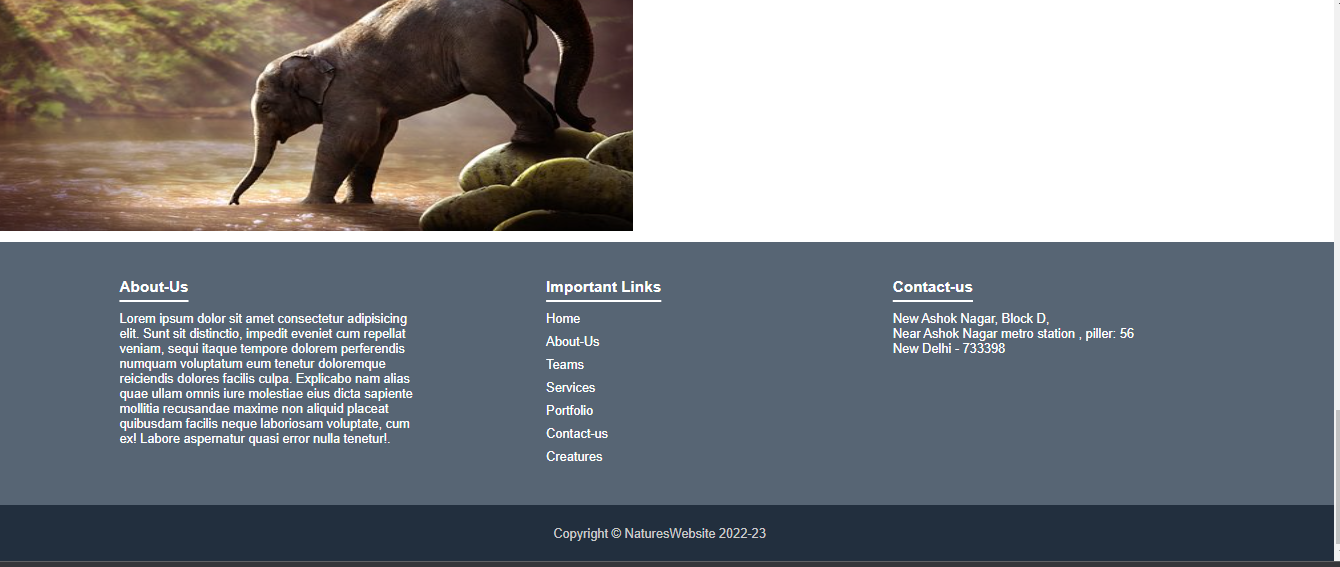 About-Us
Lorem ipsum dolor sit amet consectetur adipisicing
elit. Sunt sit distinctio, impedit eveniet cum repellat
veniam, sequi itaque tempore dolorem perferendis
numquam voluptatum eum tenetur doloremque
reiciendis dolores facilis culpa. Explicabo nam alias
quae ullam omnis iure molestiae eius dicta sapiente
mollitia recusandae maxime non aliquid placeat
quibusdam facilis neque laboriosam voluptate, cum
ex! Labore aspernatur quasi error nulla tenetur!.
Important Links
Home
About-Us
Teams
Services
Portfolio
Contact-us
Creatures
Contact-us
New Ashok Nagar, Block D,
Near Ashok Nagar metro station , piller: 56
New Delhi - 733398
Copyright © NaturesWebsite 2022-23